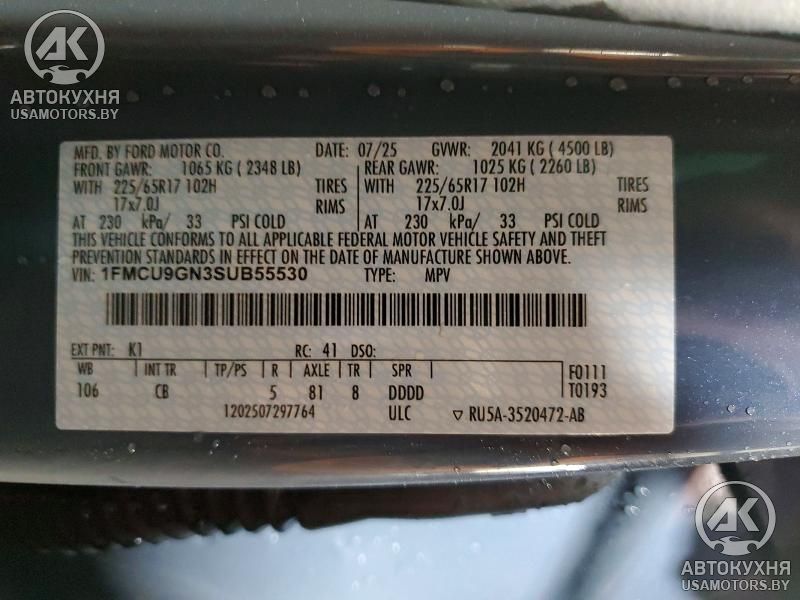 АК
АВТОКУХНЯ
USAMOTORS.BY
MFD. BY FORD MOTOR CO. DATE: 07/25 GVWR: 2041 KG ( 4500 LB)
FRONT GAWR: 1065 KG ( 2348 LB) REAR GAWR: 1025 KG ( 2260 LB)
WITH 225/65R17 102H TIRES WITH 225/65R17 102H TIRES
17x7.0J RIMS 17x7.0J RIMS
AT 230 kPa/ 33 PSI COLD AT 230 kPa/ 33 PSI COLD
THIS VEHICLE CONFORMS TO ALL APPLICABLE FEDERAL MOTOR VEHICLE SAFETY AND THEFT
PREVENTION STANDARDS IN EFFECT ON THE DATE OF MANUFACTURE SHOWN ABOVE.
VIN: 1FMCU9GN3SUB55530 TYPE: MPV
EXT PNT: K1 RC: 41 DSO:
WB INT TR TP/PS R AXLE TR SPR F0111
106 CB 5 81 8 DDDD T0193
1202507297764 ULC ▽ RU5A-3520472-AB
АК
АВТОКУХНЯ
USAMOTORS.BY